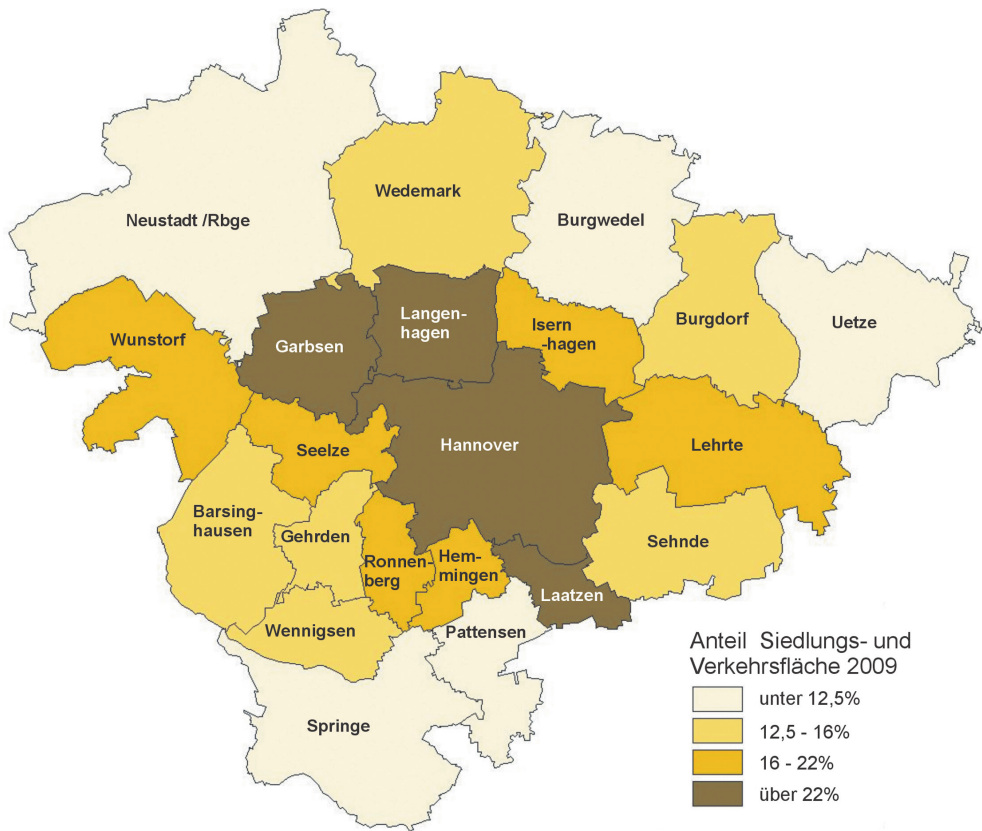 Wedemark
Neustadt /Rbge
Burgwedel
Langen-
hagen
Isern
-hagen
Burgdorf
Uetze
Wunstorf
Garbsen
Hannover
Lehrte
Seelze
Barsing-
hausen
Gehrden
Sehnde
Ronnen-
berg
Hem-
mingen
Laatzen
Wennigsen
Pattensen
Springe
Anteil Siedlungs- und
Verkehrsfläche 2009
unter 12,5%
12,5 - 16%
16 - 22%
über 22%